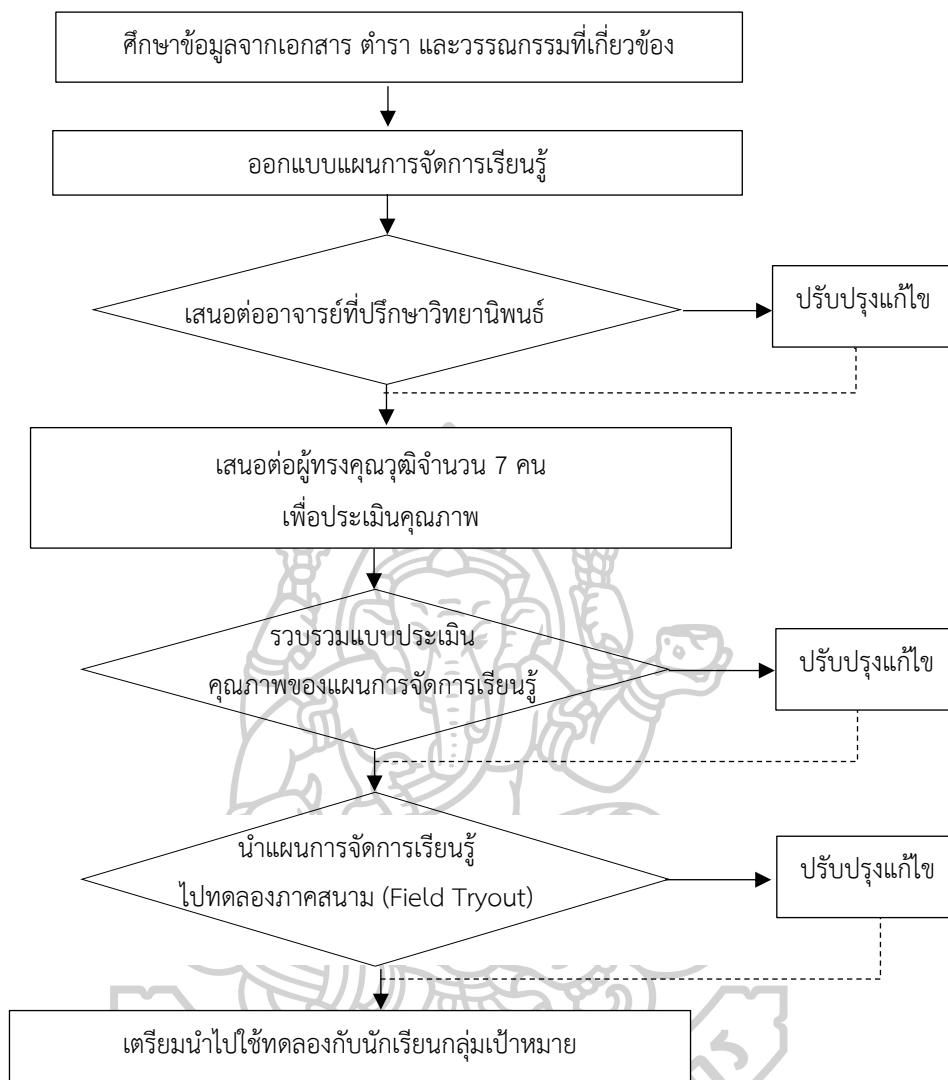 ศึกษาข้อมูลจากเอกสาร ตำรา และวรรณกรรมที่เกี่ยวข้อง
ออกแบบแผนการจัดการเรียนรู้
เสนอต่ออาจารย์ที่ปรึกษาวิทยานิพนธ์
ปรับปรุงแก้ไข
เสนอต่อผู้ทรงคุณวุฒิจำนวน 7 คน
เพื่อประเมินคุณภาพ
รวบรวมแบบประเมิน
คุณภาพของแผนการจัดการเรียนรู้
ปรับปรุงแก้ไข
นำแผนการจัดการเรียนรู้
ไปทดลองภาคสนาม (Field Tryout)
ปรับปรุงแก้ไข
เตรียมนำไปใช้ทดลองกับนักเรียนกลุ่มเป้าหมาย